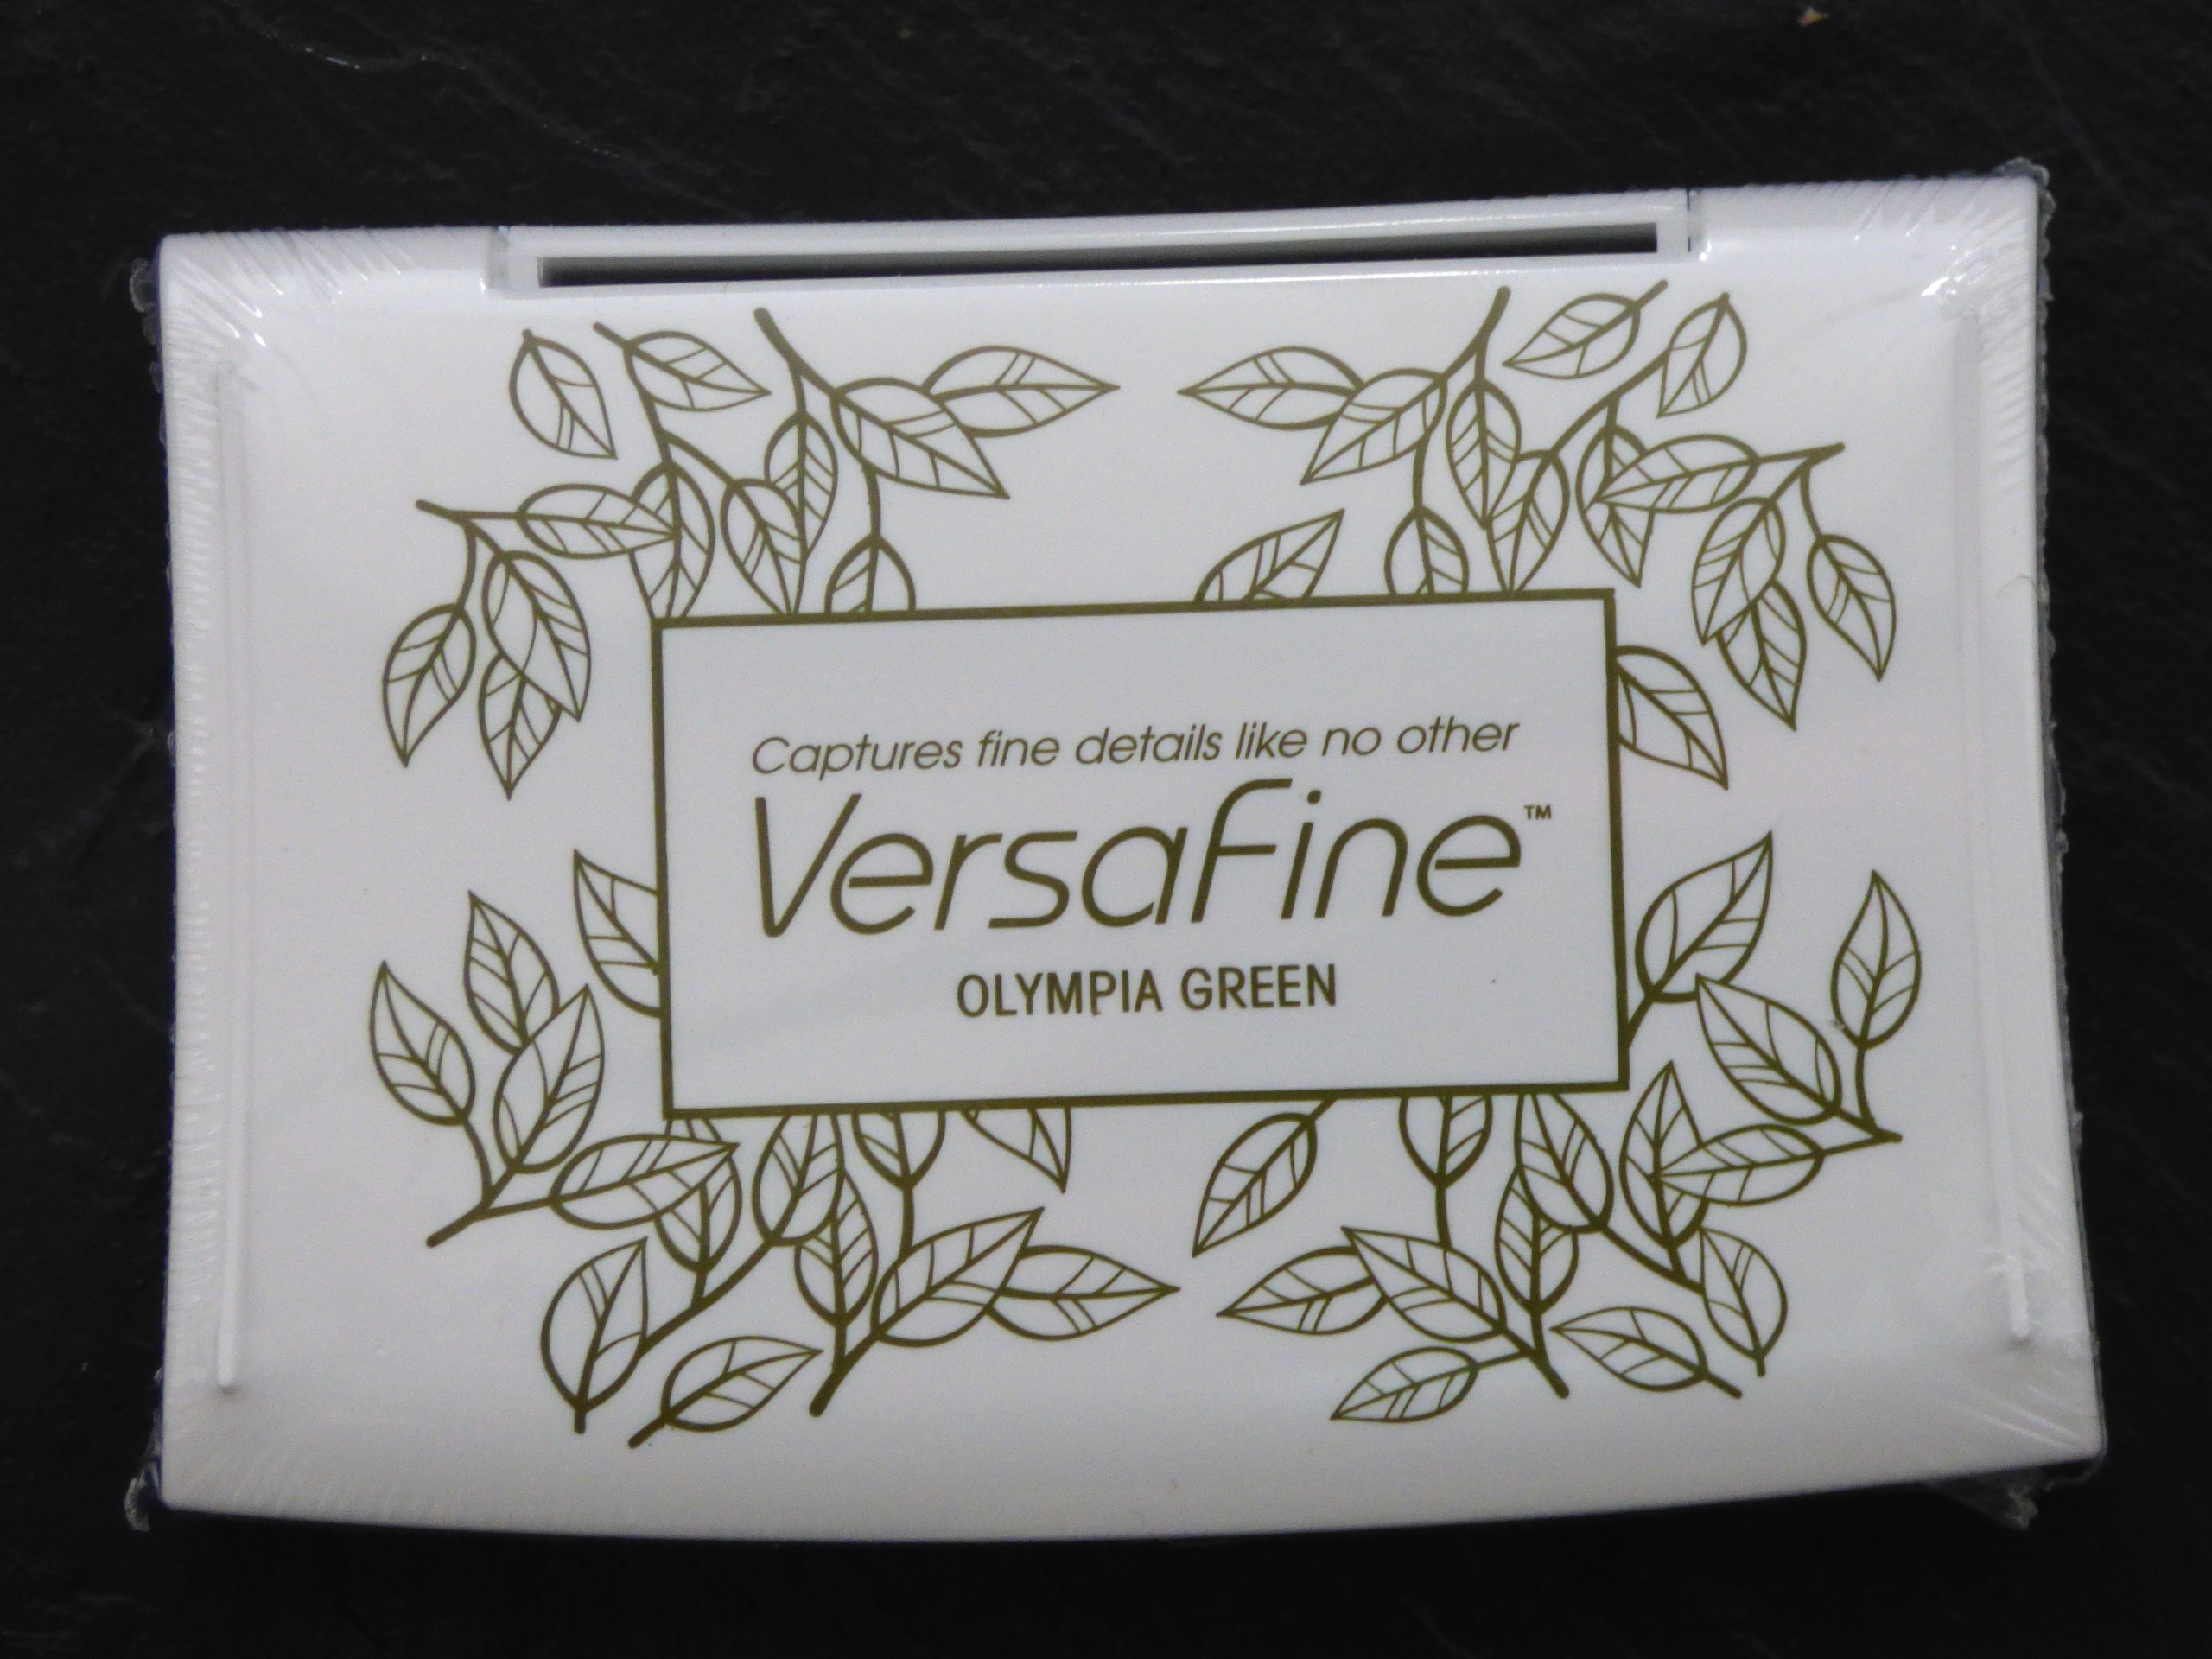 Captures fine details like no other
VersaFine™
OLYMPIA GREEN